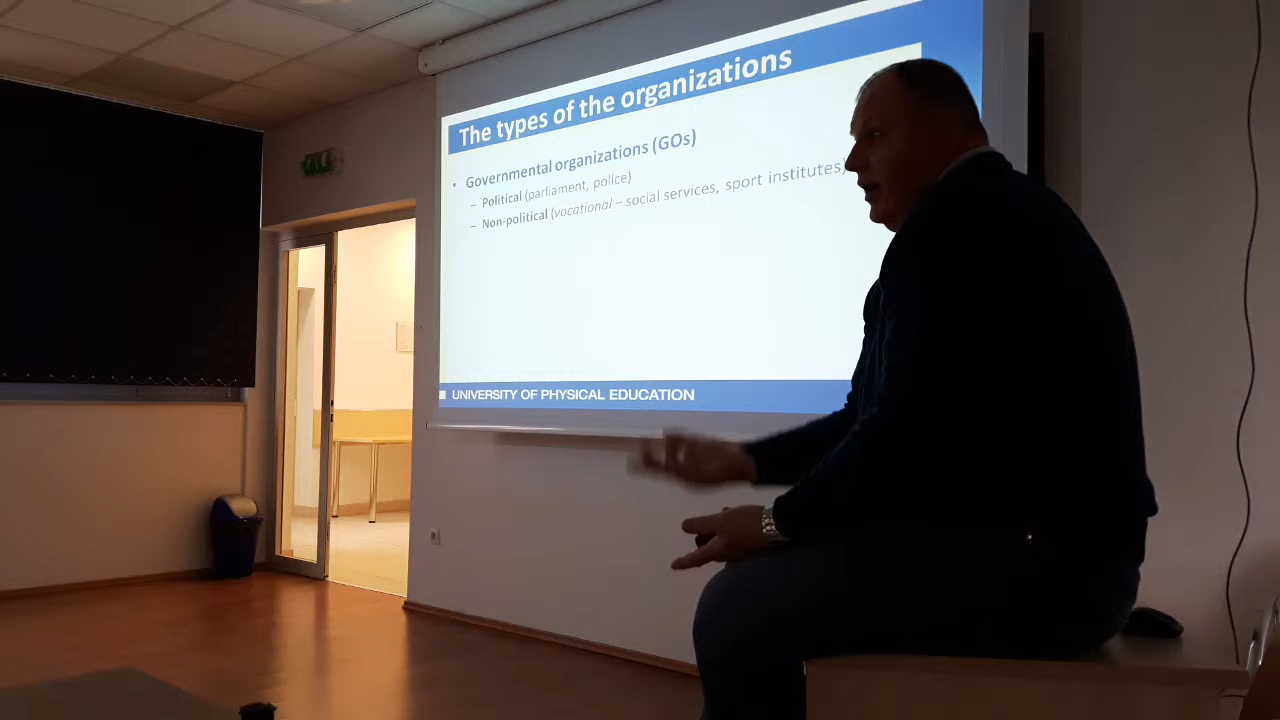 The types of the organizations
• Governmental organizations (GOs)
– Political (parliament, police)
– Non-political (vocational – social services, sport institutes)
UNIVERSITY OF PHYSICAL EDUCATION